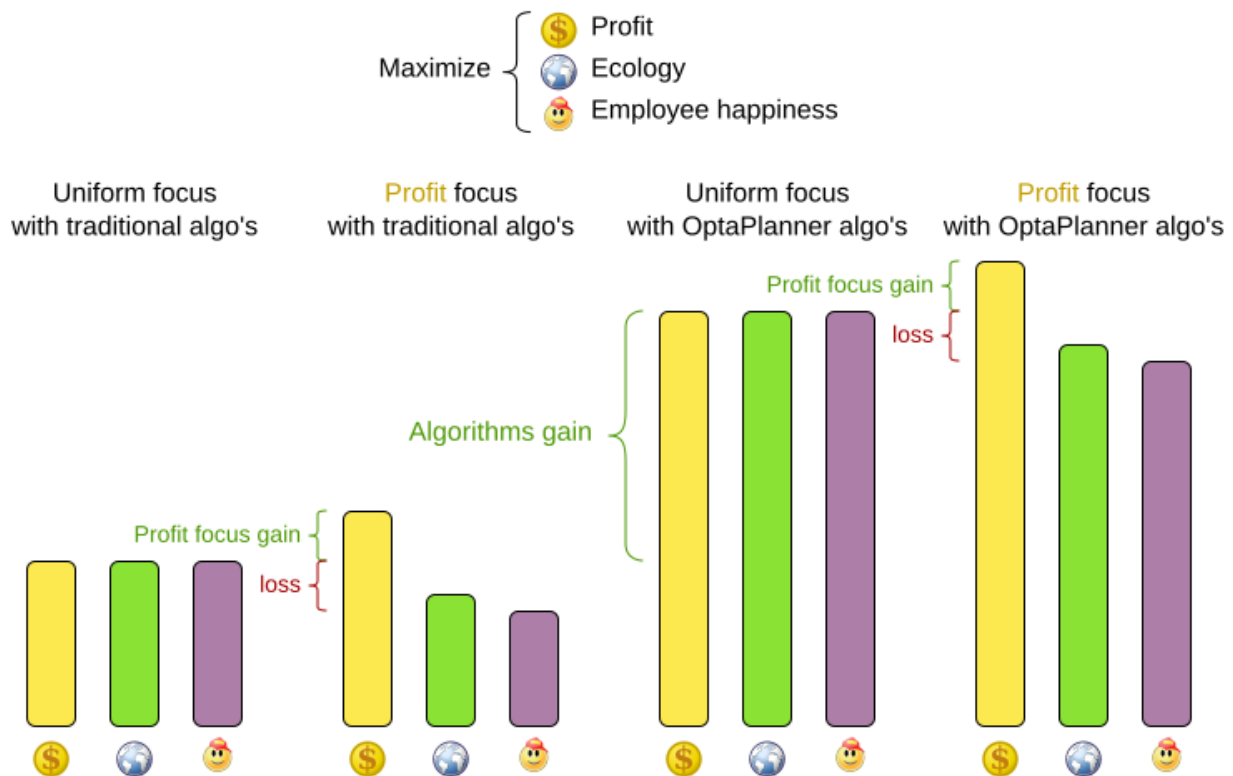 Maximize
Profit
Ecology
Employee happiness
Uniform focus
with traditional algo's
Profit focus
with traditional algo's
Uniform focus
with OptaPlanner algo's
Profit focus
with OptaPlanner algo's
Profit focus gain
loss
Algorithms gain
Profit focus gain
loss
$
$
$
$
$